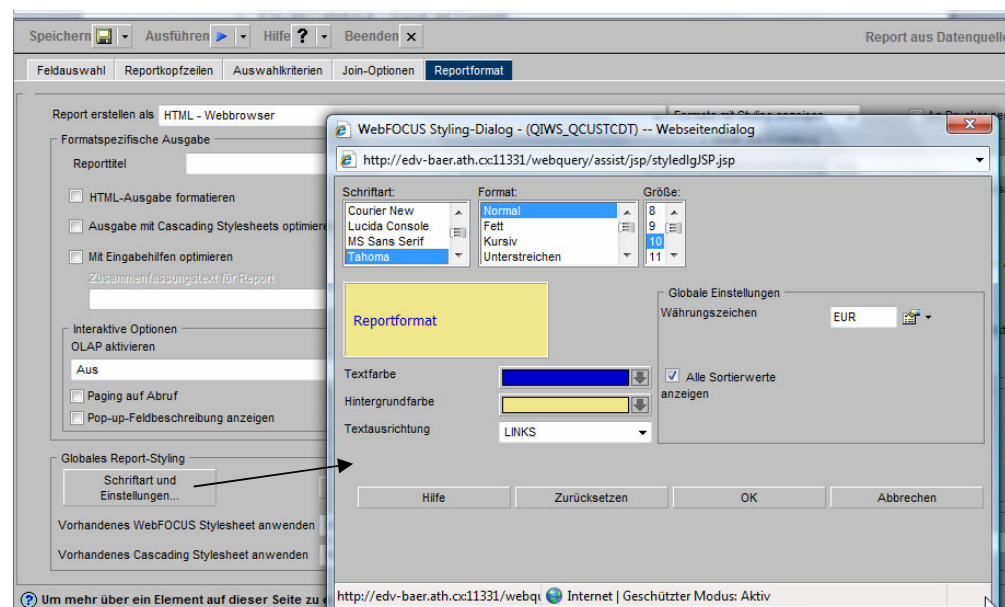 Speichern Ausführen Hilfe ? Beenden x Report aus Datenquelle
Feldauswahl Reportkopfzeilen Auswahlkriterien Join-Optionen Reportformat
Report erstellen als HTML - Webbrowser
Formatspezifische Ausgabe
Reporttitel
HTML-Ausgabe formatieren
Ausgabe mit Cascading Stylesheets optimiere
Mit Eingabehilfen optimieren
Zusammenfassungstext für Report
Interaktive Optionen
OLAP aktivieren
Aus
Paging auf Abruf
Pop-up-Feldbeschreibung anzeigen
Globales Report-Styling
Schriftart und
Einstellungen...
Vorhandenes WebFOCUS Stylesheet anwenden
Vorhandenes Cascading Stylesheet anwenden
Um mehr über ein Element auf dieser Seite zu
WebFOCUS Styling-Dialog - (QIWS_QCUSTCDT) -- Webseitendialog
http://edv-baer.ath.cx:11331/webquery/assist/jsp/styledlgJSP.jsp
Schriftart: Format: Größe:
Courier New Normal 8
Lucida Console Fett 9
MS Sans Serif Kursiv 10
Tahoma Unterstreichen 11
Reportformat
Globale Einstellungen
Währungszeichen EUR
Textfarbe
Alle Sortierwerte
anzeigen
Hintergrundfarbe
Textausrichtung LINKS
Hilfe Zurücksetzen OK Abbrechen
http://edv-baer.ath.cx:11331/webqu Internet | Geschützter Modus: Aktiv